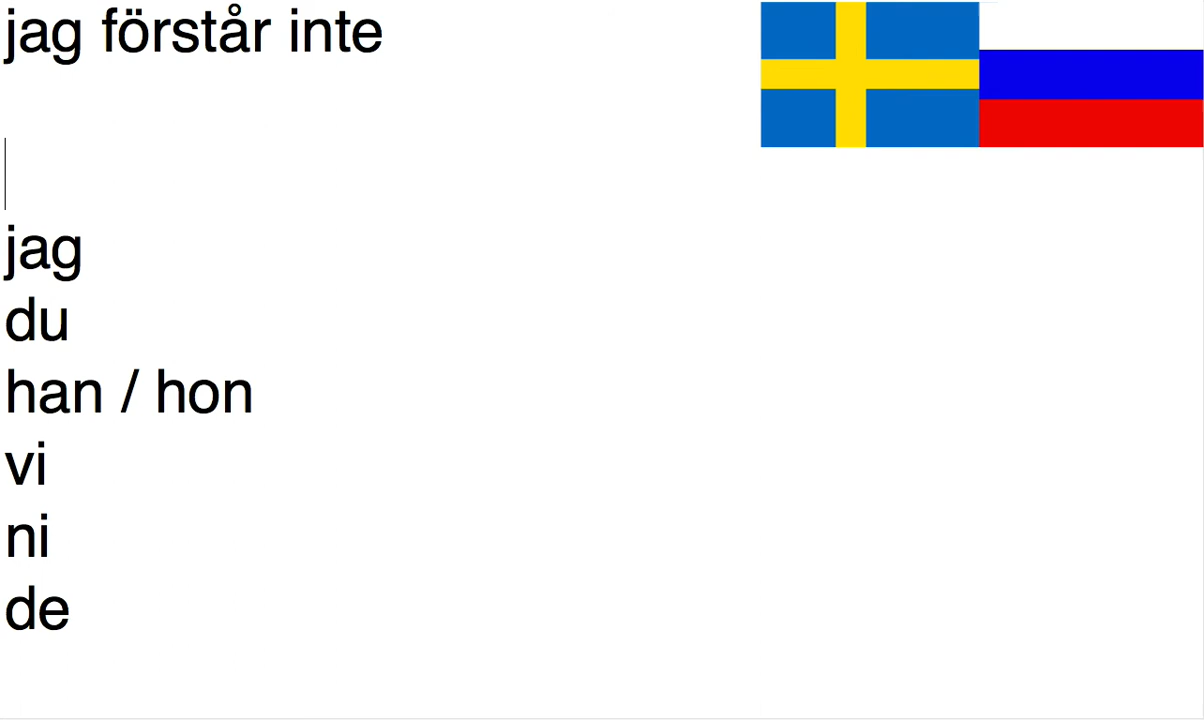 jag förstår inte
jag
du
han / hon
vi
ni
de